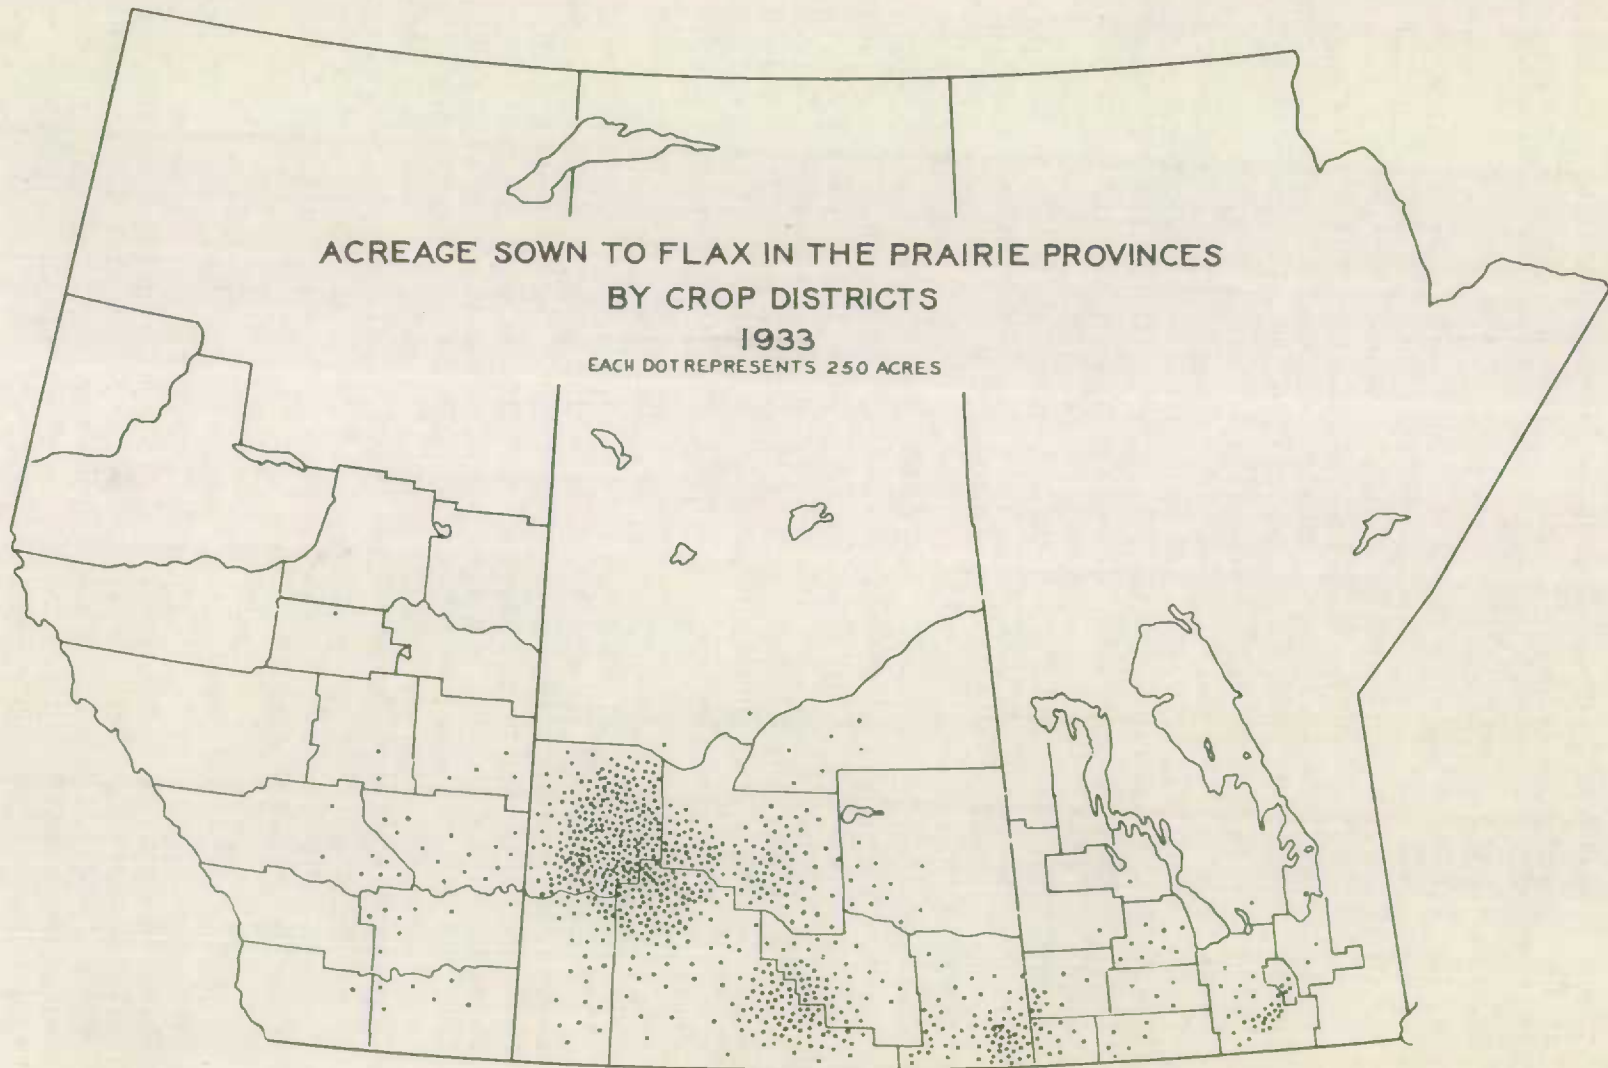 ACREAGE SOWN TO FLAX IN THE PRAIRIE PROVINCES
BY CROP DISTRICTS
1933
EACH DOT REPRESENTS 250 ACRES